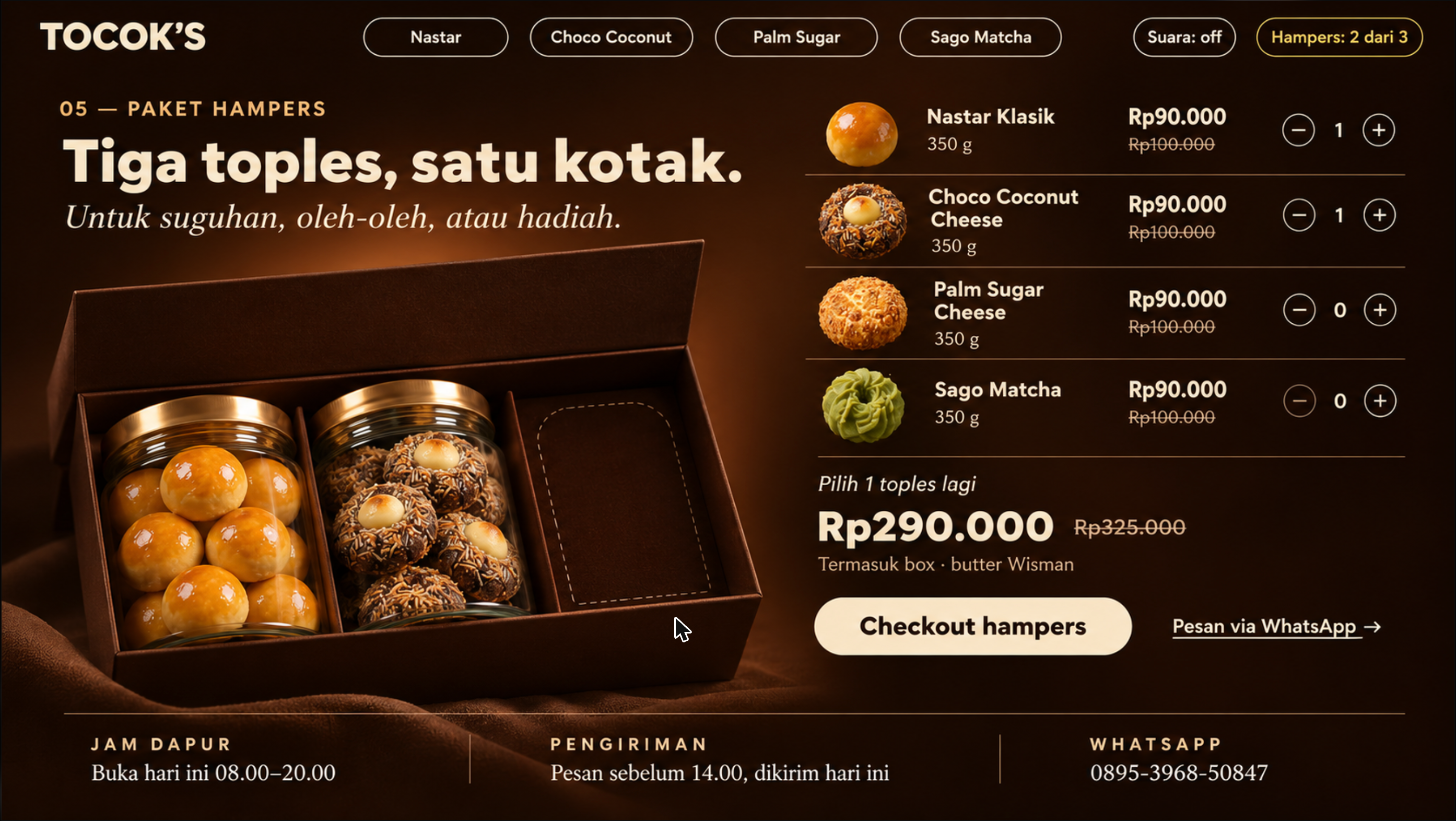 TOCOK'S
Nastar
Choco Coconut
Palm Sugar
Sago Matcha
Suara: off
Hampers: 2 dari 3
05 — PAKET HAMPERS
Tiga toples, satu kotak.
Untuk suguhan, oleh-oleh, atau hadiah.
Nastar Klasik
350 g
Rp90.000
Rp100.000
− 1 +
Choco Coconut
Cheese
350 g
Rp90.000
Rp100.000
− 1 +
Palm Sugar
Cheese
350 g
Rp90.000
Rp100.000
− 0 +
Sago Matcha
350 g
Rp90.000
Rp100.000
− 0 +
Pilih 1 toples lagi
Rp290.000 Rp325.000
Termasuk box · butter Wisman
Checkout hampers
Pesan via WhatsApp →
JAM DAPUR
Buka hari ini 08.00–20.00
PENGIRIMAN
Pesan sebelum 14.00, dikirim hari ini
WHATSAPP
0895-3968-50847